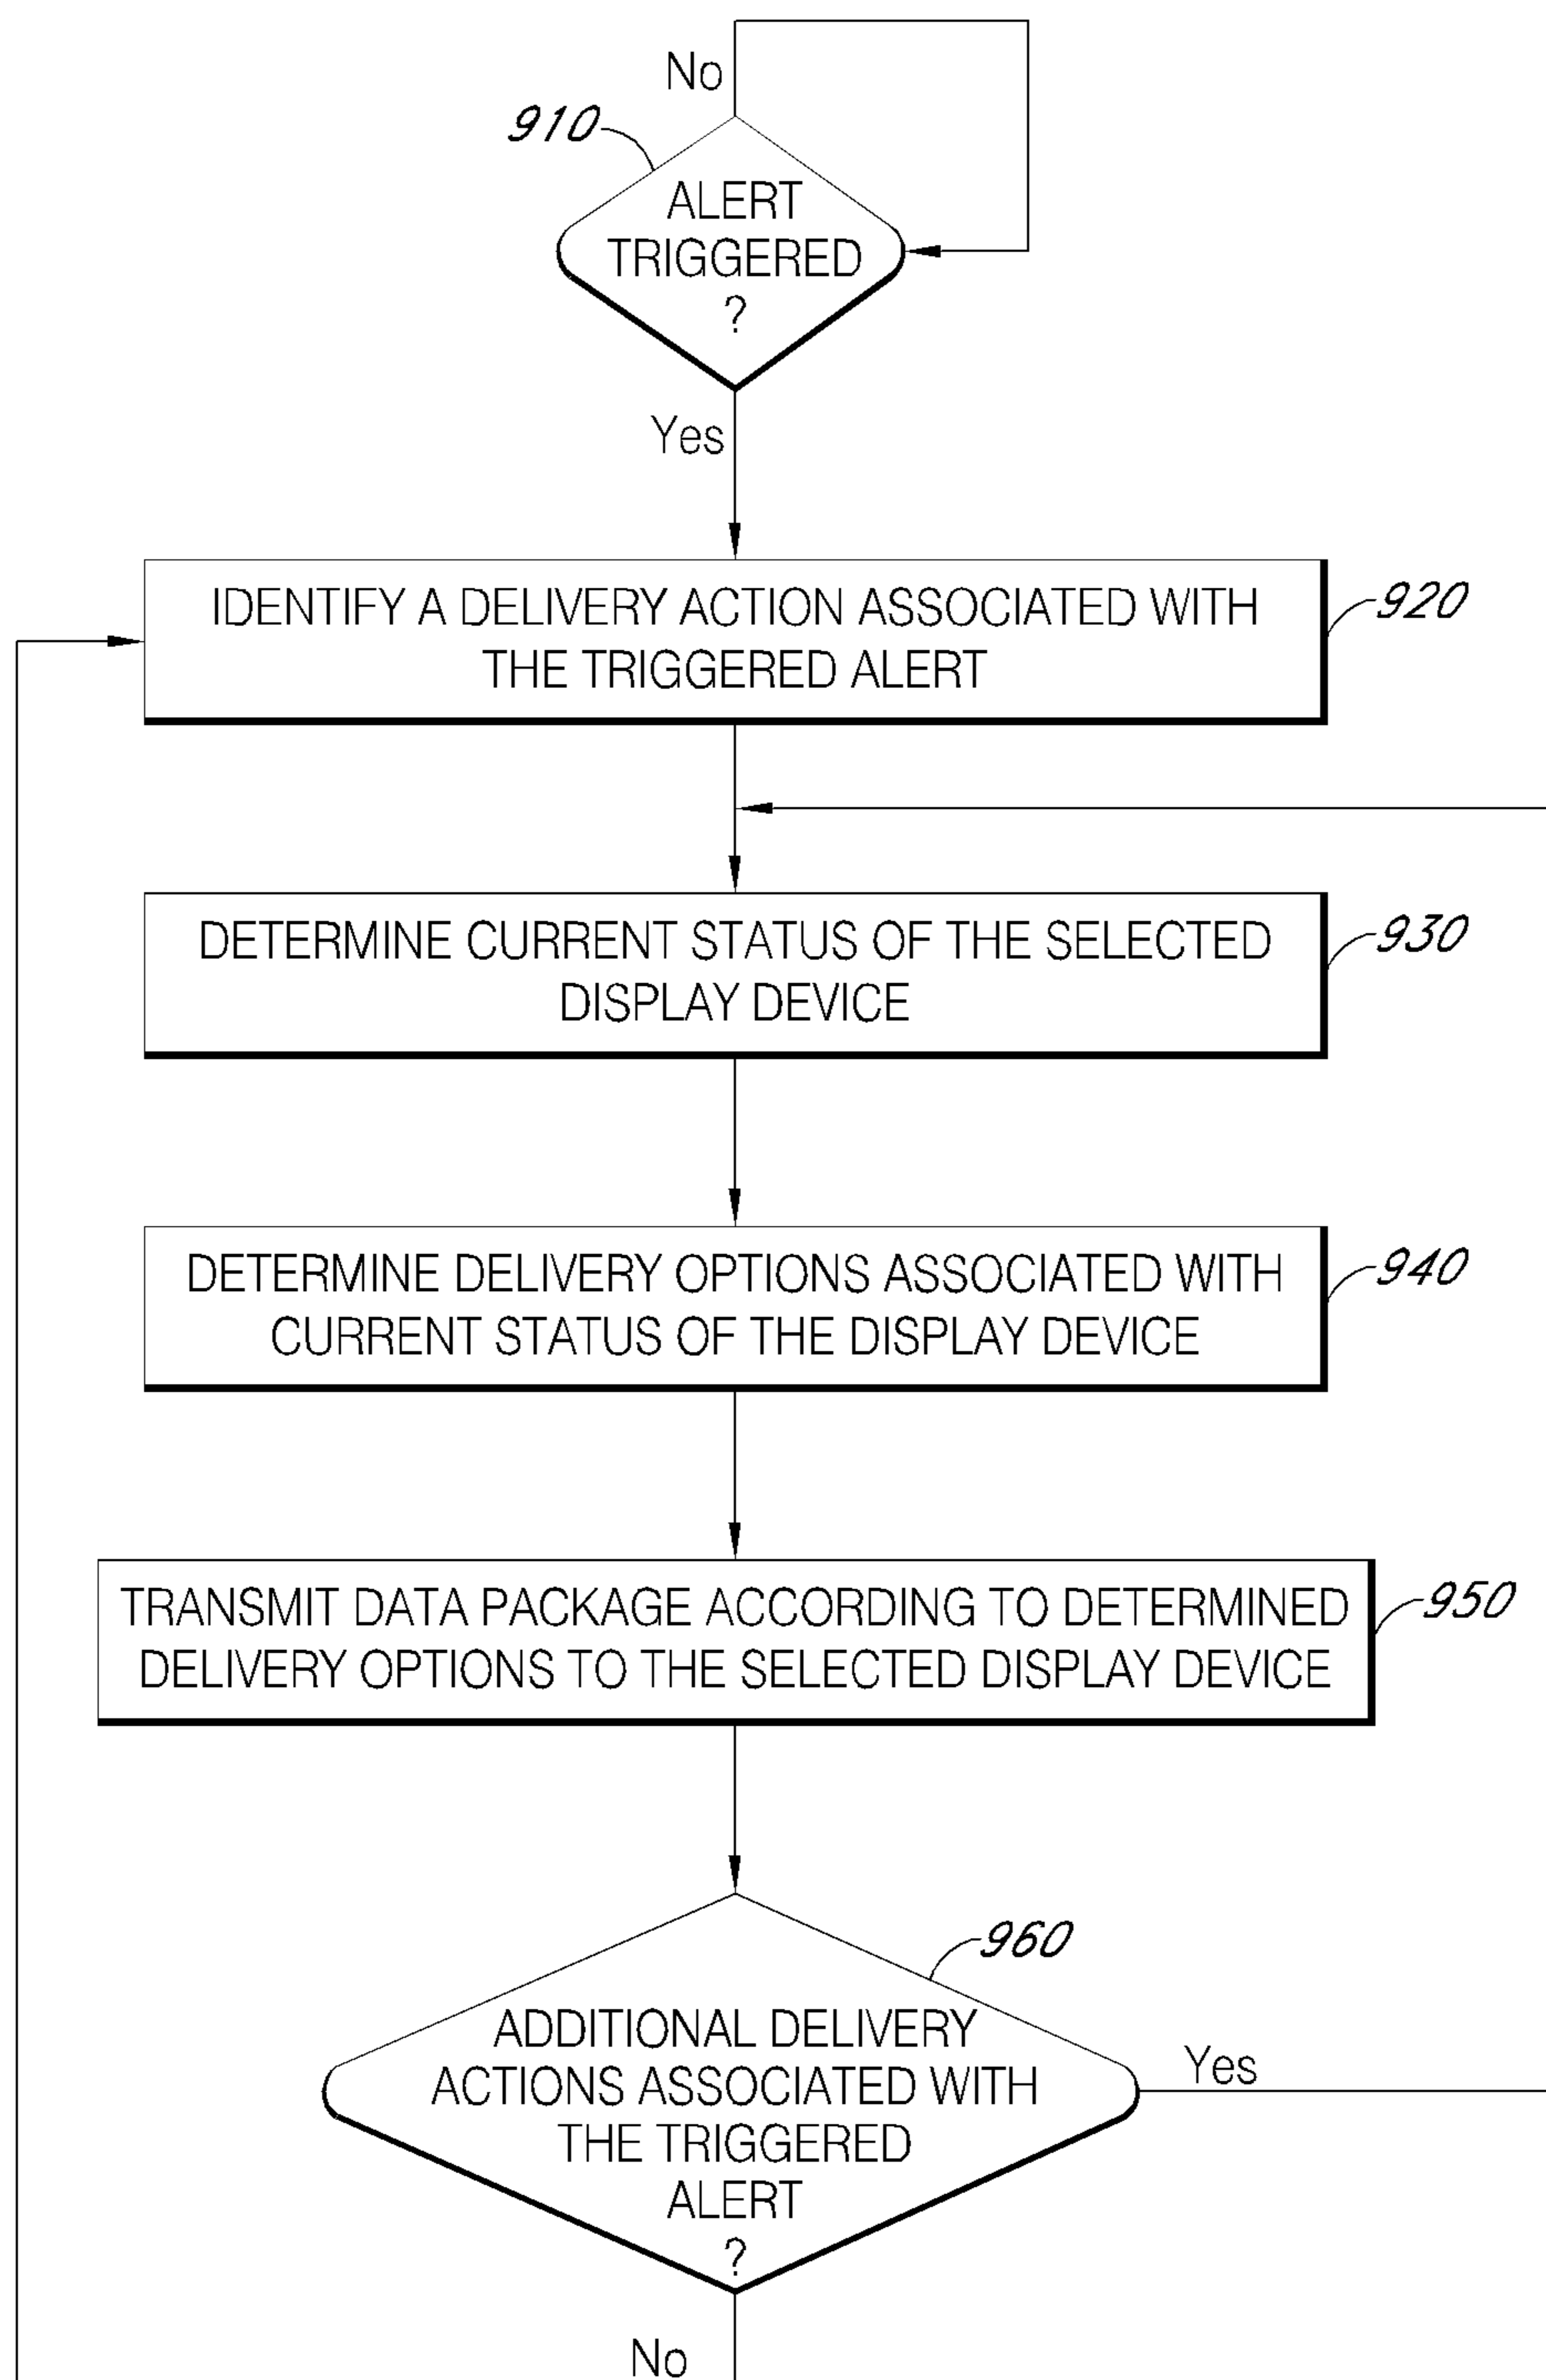 No
910
ALERT
TRIGGERED
?
Yes
IDENTIFY A DELIVERY ACTION ASSOCIATED WITH
THE TRIGGERED ALERT
920
DETERMINE CURRENT STATUS OF THE SELECTED
DISPLAY DEVICE
930
DETERMINE DELIVERY OPTIONS ASSOCIATED WITH
CURRENT STATUS OF THE DISPLAY DEVICE
940
TRANSMIT DATA PACKAGE ACCORDING TO DETERMINED
DELIVERY OPTIONS TO THE SELECTED DISPLAY DEVICE
950
960
ADDITIONAL DELIVERY
ACTIONS ASSOCIATED WITH
THE TRIGGERED
ALERT
?
Yes
No